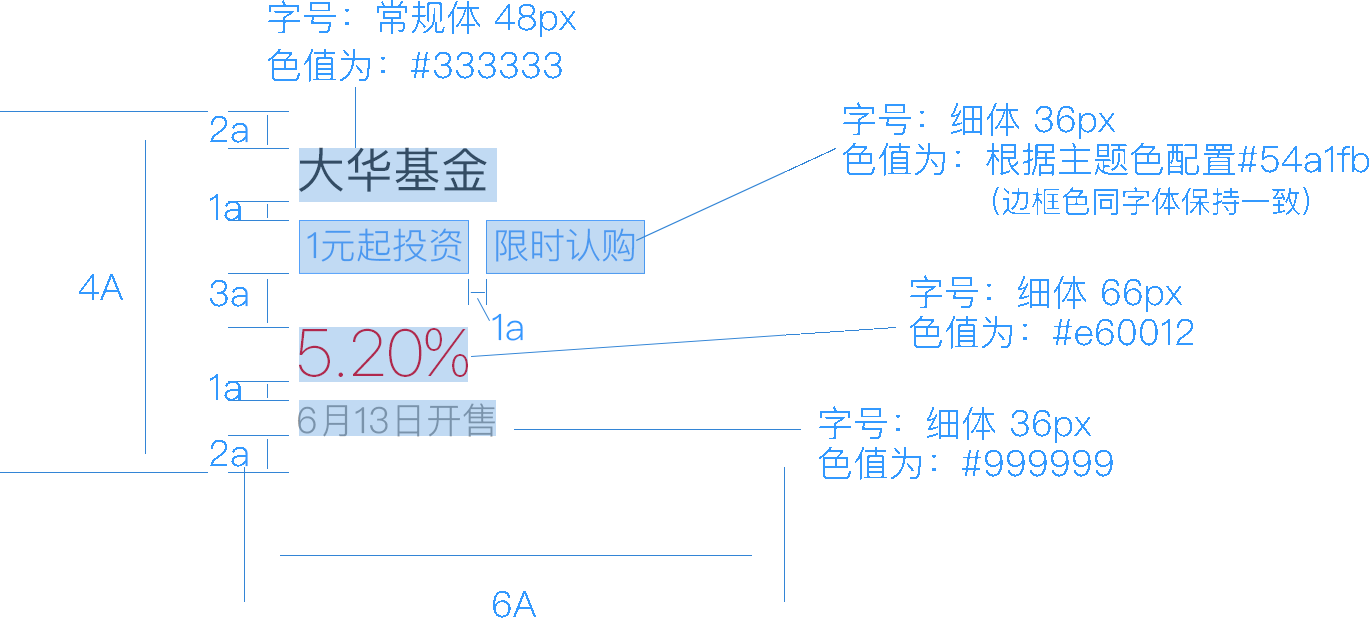 字号：常规体 48px
色值为：#333333
2a
大华基金
字号：细体 36px
色值为：根据主题色配置#54a1fb
（边框色同字体保持一致）
1a
1元起投资 限时认购
4A
3a
1a
字号：细体 66px
色值为：#e60012
5.20%
1a
6月13日开售
字号：细体 36px
色值为：#999999
2a
6A